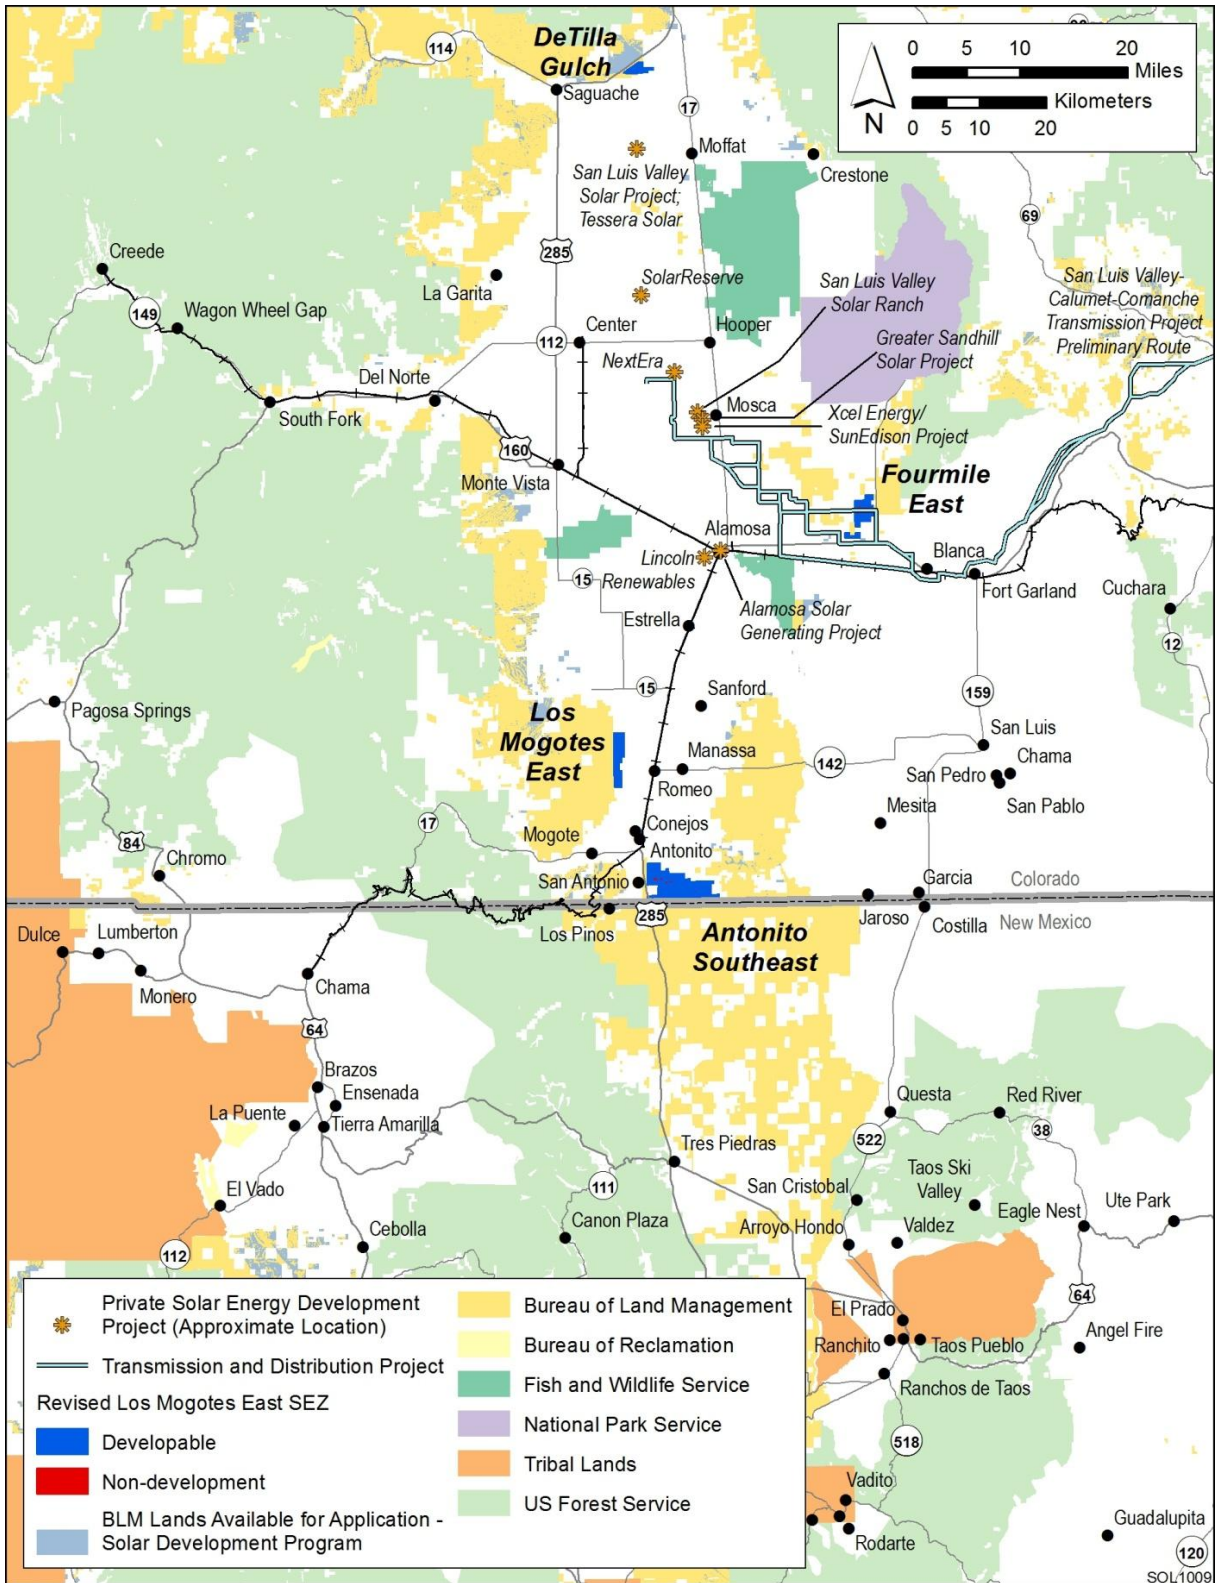 DeTilla
Gulch
114
Saguache
17
Moffat
Crestone
0 5 10 20
Miles
Kilometers
0 5 10 20
N
San Luis Valley
Solar Project;
Tessera Solar
69
Creede
285
La Garita
SolarReserve
San Luis Valley
Solar Ranch
San Luis Valley-
Calumet-Comanche
Transmission Project
Preliminary Route
149
Wagon Wheel Gap
112
Center
Hooper
Greater Sandhill
Solar Project
NextEra
Del Norte
South Fork
Mosca
Xcel Energy/
SunEdison Project
160
Monte Vista
Fourmile
East
Alamosa
Lincoln
Renewables
Blanca
Fort Garland
Cuchara
15
Estrella
Alamosa Solar
Generating Project
12
15
Sanford
159
Pagosa Springs
Los
Mogotes
East
San Luis
Manassa
142
Chama
San Pedro
San Pablo
Romeo
Mesita
17
84
Conejos
Mogote
Antonito
Chromo
San Antonio
Garcia
Colorado
285
Jaroso
Costilla
New Mexico
Los Pinos
Dulce
Lumberton
Antonito
Southeast
Monero
Chama
64
Brazos
Ensenada
La Puente
Tierra Amarilla
Questa
Red River
38
522
Tres Piedras
Taos Ski
Valley
111
San Cristobal
El Vado
Eagle Nest
Ute Park
Canon Plaza
Arroyo Hondo
Valdez
Cebolla
112
64
El Prado
Angel Fire
Ranchito
Taos Pueblo
Ranchos de Taos
518
Vadito
Rodarte
Guadalupita
120
Private Solar Energy Development
Project (Approximate Location)
Transmission and Distribution Project
Revised Los Mogotes East SEZ
Developable
Non-development
BLM Lands Available for Application -
Solar Development Program
Bureau of Land Management
Bureau of Reclamation
Fish and Wildlife Service
National Park Service
Tribal Lands
US Forest Service
SOL1009